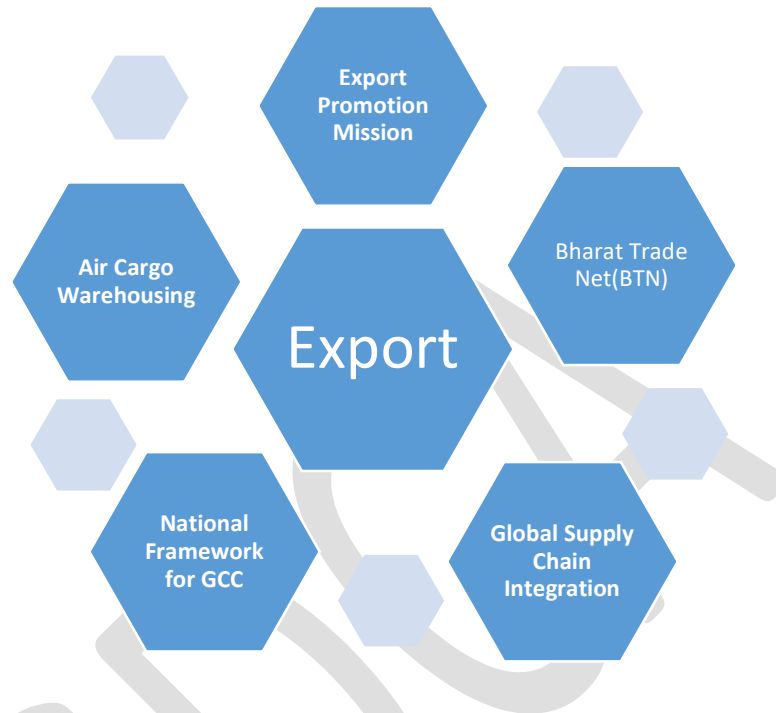 Export
Promotion
Mission
Bharat Trade
Net(BTN)
Air Cargo
Warehousing
Export
National
Framework
for GCC
Global Supply
Chain
Integration